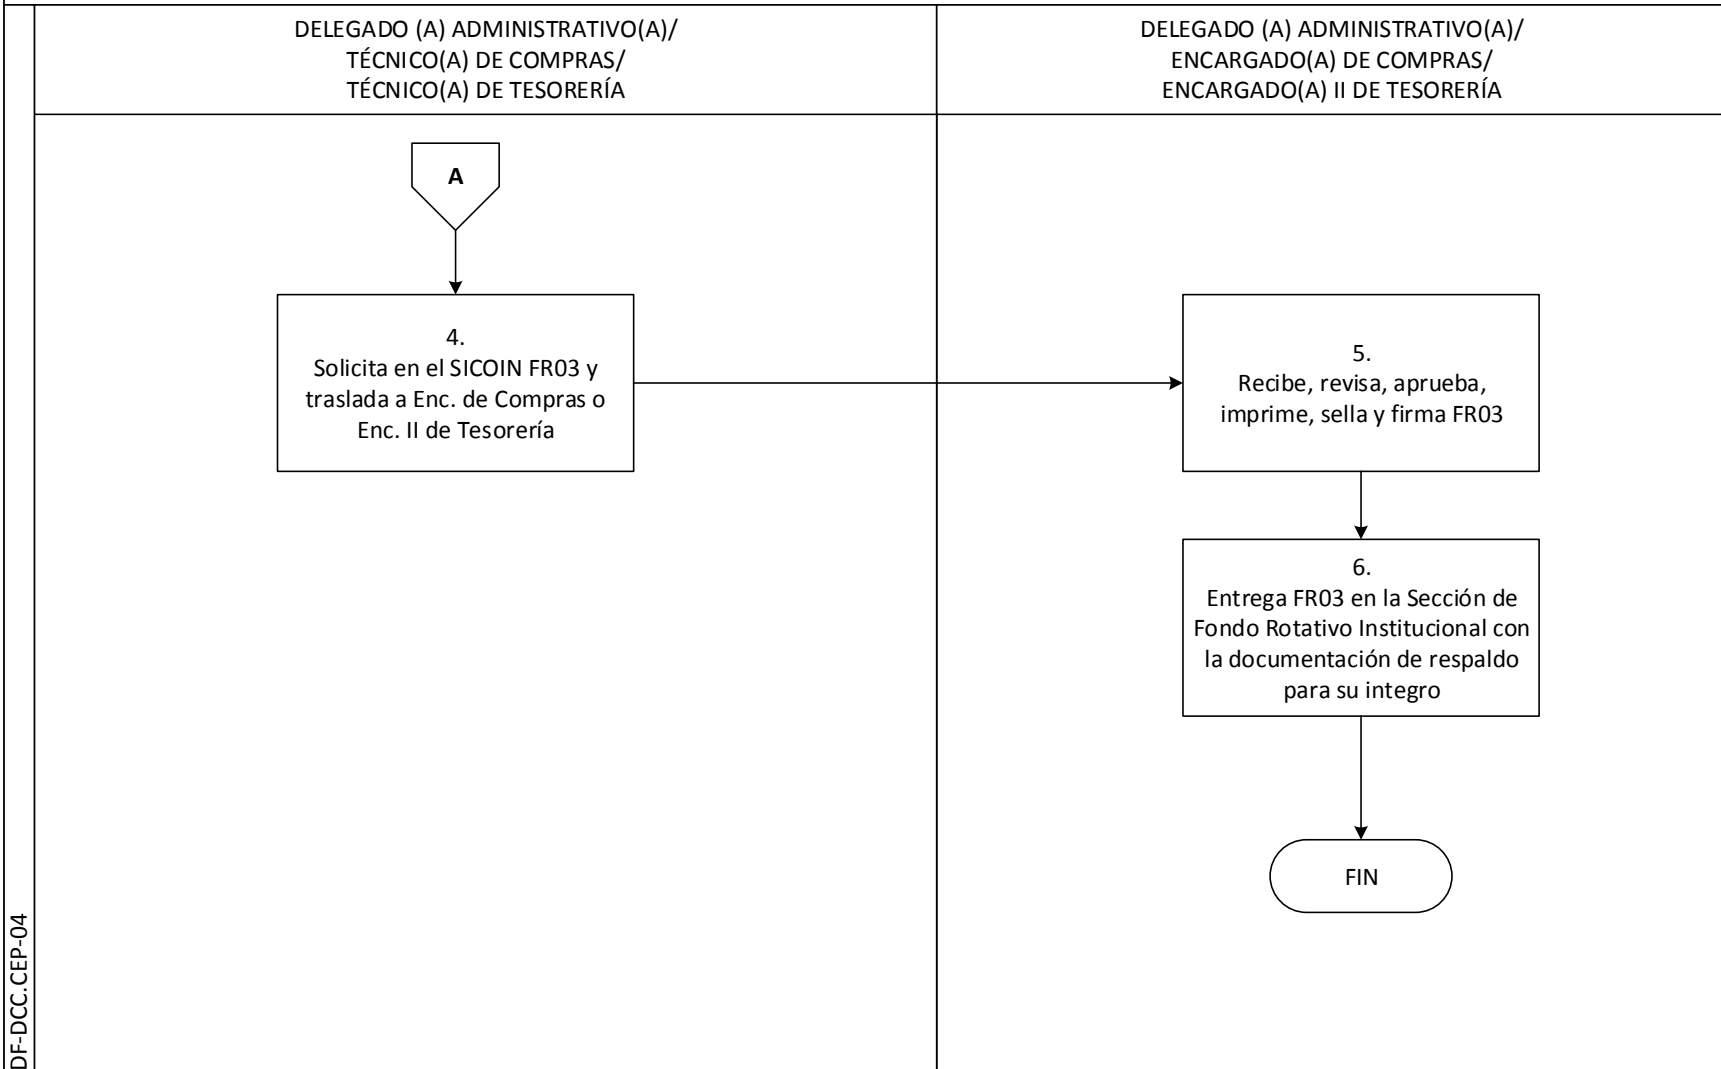 DELEGADO (A) ADMINISTRATIVO(A)/
TÉCNICO(A) DE COMPRAS/
TÉCNICO(A) DE TESORERÍA
DELEGADO (A) ADMINISTRATIVO(A)/
ENCARGADO(A) DE COMPRAS/
ENCARGADO(A) II DE TESORERÍA
A
4.
Solicita en el SICOIN FR03 y
traslada a Enc. de Compras o
Enc. II de Tesorería
5.
Recibe, revisa, aprueba,
imprime, sella y firma FR03
6.
Entrega FR03 en la Sección de
Fondo Rotativo Institucional con
la documentación de respaldo
para su integro
FIN
DF-DCC.CEP-04